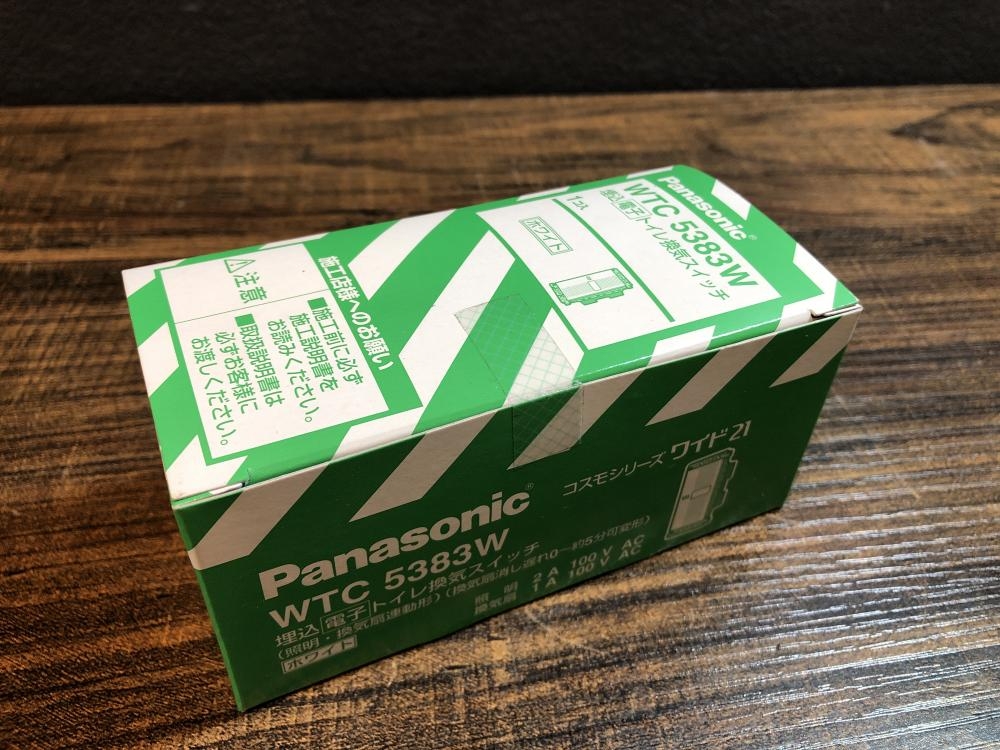 Panasonic®
WTC 5383W
埋込電子トイレ換気スイッチ
1コ入
ホワイト
施工店様へのお願い
■施工前に必ず
施工説明書を
お読みください。
⚠注意
■取扱説明書は
必ずお客様に
お渡しください。
コスモシリーズ ワイド21
Panasonic®
WTC 5383W
埋込電子トイレ換気スイッチ
(照明・換気扇連動形)(換気扇消し遅れ0—約5分可変形)
照明 2A 100V AC
換気扇 1A 100V AC
ホワイト